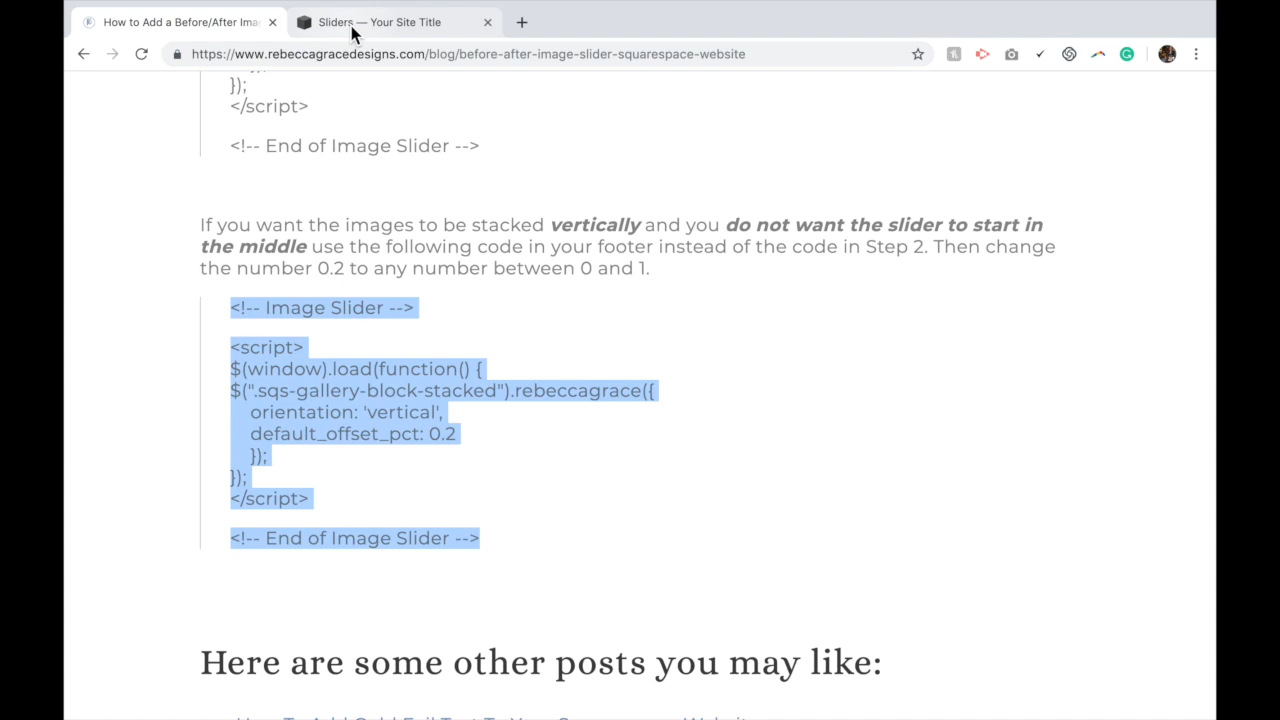 How to Add a Before/After Ima
Sliders — Your Site Title
https://www.rebeccagracedesigns.com/blog/before-after-image-slider-squarespace-website
});
</script>
<!-- End of Image Slider -->
If you want the images to be stacked vertically and you do not want the slider to start in
the middle use the following code in your footer instead of the code in Step 2. Then change
the number 0.2 to any number between 0 and 1.
<!-- Image Slider -->
<script>
$(window).load(function() {
$(".sqs-gallery-block-stacked").rebeccagrace({
orientation: 'vertical',
default_offset_pct: 0.2
});
});
</script>
<!-- End of Image Slider -->
Here are some other posts you may like: